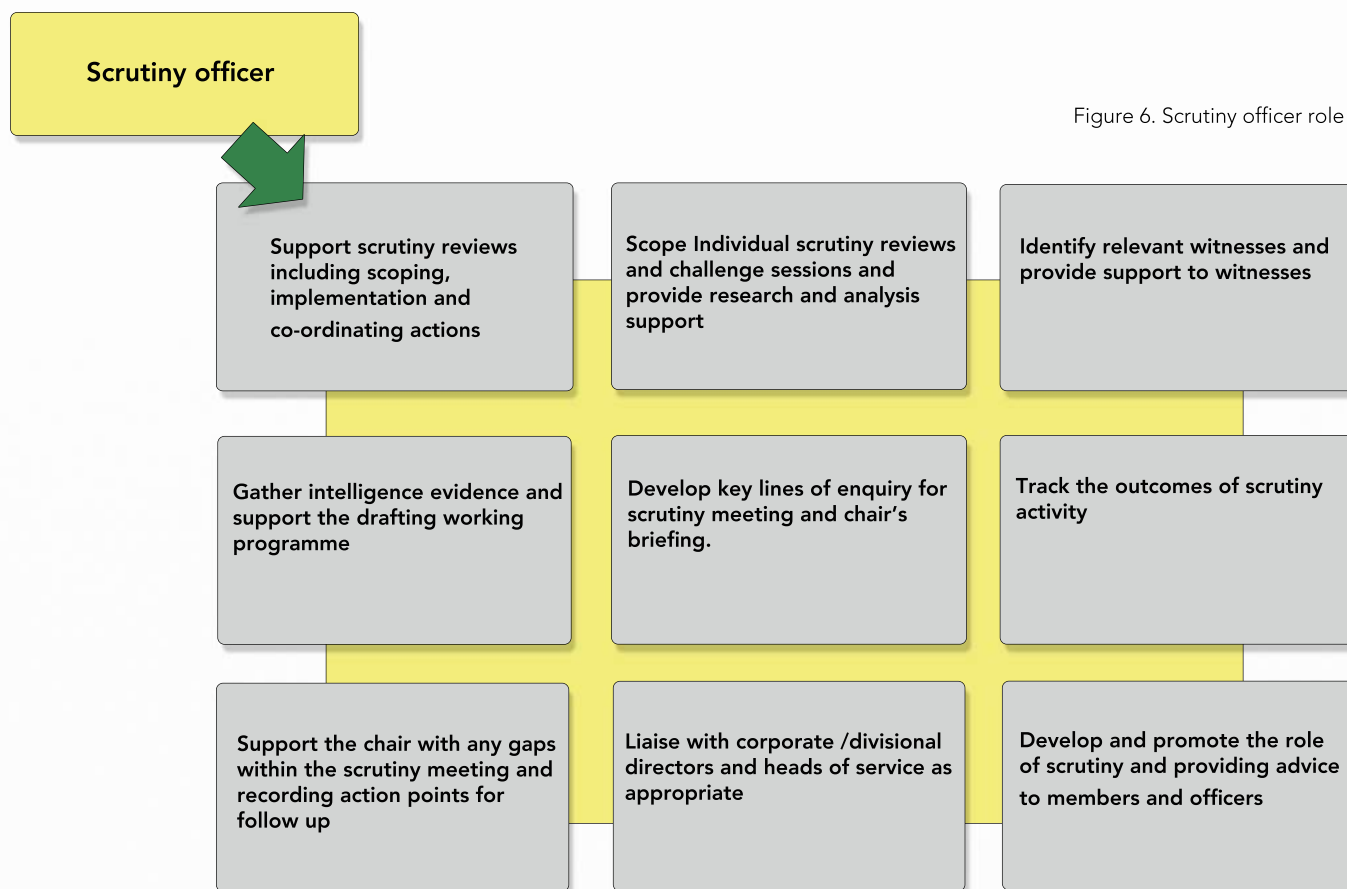 Scrutiny officer
Figure 6. Scrutiny officer role
Support scrutiny reviews
including scoping,
implementation and
co-ordinating actions
Scope Individual scrutiny reviews
and challenge sessions and
provide research and analysis
support
Identify relevant witnesses and
provide support to witnesses
Gather intelligence evidence and
support the drafting working
programme
Develop key lines of enquiry for
scrutiny meeting and chair’s
briefing.
Track the outcomes of scrutiny
activity
Support the chair with any gaps
within the scrutiny meeting and
recording action points for
follow up
Liaise with corporate /divisional
directors and heads of service as
appropriate
Develop and promote the role
of scrutiny and providing advice
to members and officers